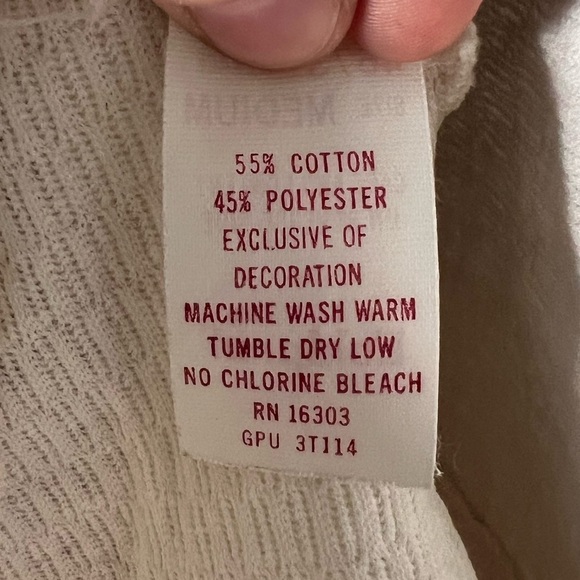 55% COTTON
45% POLYESTER
EXCLUSIVE OF
DECORATION
MACHINE WASH WARM
TUMBLE DRY LOW
NO CHLORINE BLEACH
RN 16303
GPU 3T114